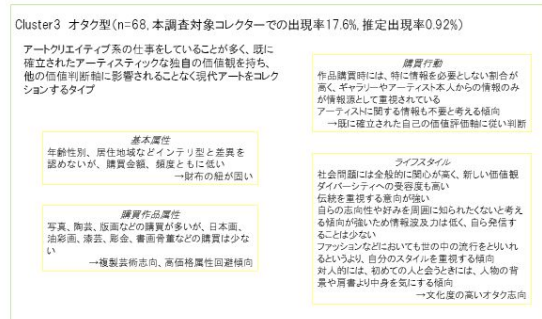 Cluster3 オタク型(n=68,本調査対象コレクターでの出現率17.6%,推定出現率0.92%)
アートクリエイティブ系の仕事をしていることが多く、既に
確立されたアーティスティックな独自の価値観を持ち、
他の価値判断軸に影響されることなく現代アートをコレク
ションするタイプ
基本属性
年齢性別、居住地域などインテリ型と差異を
認めないが、購買金額、頻度ともに低い
→財布の紐が固い
購買作品属性
写真、陶芸、版画などの購買が多いが、日本画、
油彩画、漆芸、彫金、書画骨董などの購買は少な
い
→複製芸術志向、高価格属性回避傾向
購買行動
作品購買時には、特に情報を必要としない割合が
高く、ギャラリーやアーティスト本人からの情報のみ
が情報源として重視されている
アーティストに関する情報も不要と考える傾向
→既に確立された自己の価値評価軸に従い判断
ライフスタイル
社会問題には全般的に関心が高く、新しい価値観
ダイバーシティへの受容度も高い
伝統を重視する意向が強い
自らの志向性や好みを周囲に知られたくないと考え
る傾向が強いため情報波及力は低く、自ら発信す
ることは少ない
ファッションなどにおいても世の中の流行をとりいれ
るというより、自分のスタイルを重視する傾向
対人的には、初めての人と会うときには、人物の背
景や肩書より中身を気にする傾向
→文化度の高いオタク志向